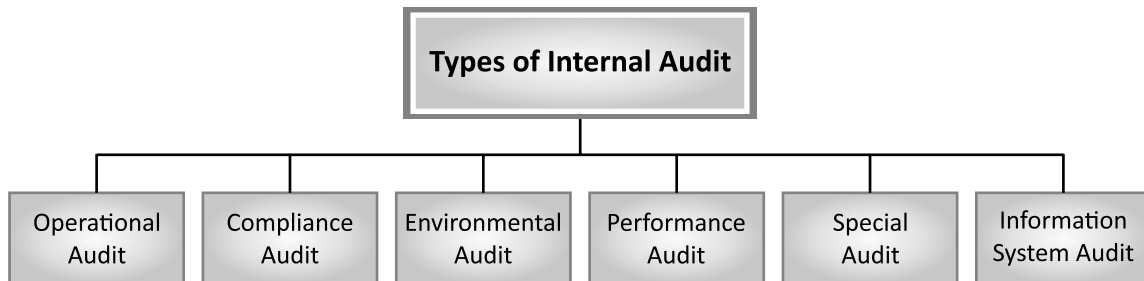 Types of Internal Audit
Operational
Audit
Compliance
Audit
Environmental
Audit
Performance
Audit
Special
Audit
Information
System Audit